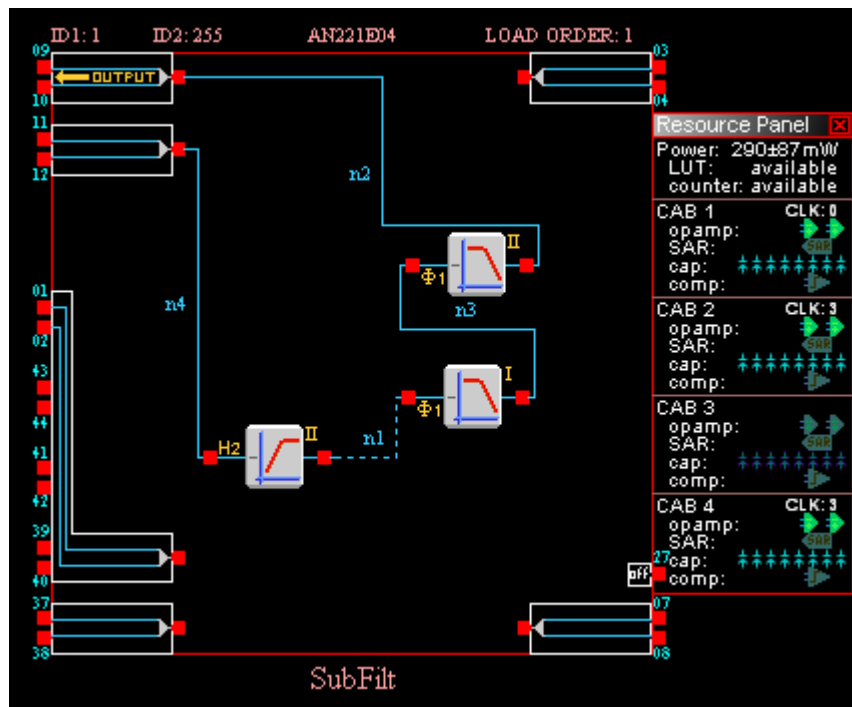 ID1: 1 ID2: 255 AN221E04 LOAD ORDER: 1
09
03
OUTPUT
10
04
11
12
n2
II
Φ1
01
n4
n3
02
43
I
Φ1
44
H2
II
n1
41
42
39
40
27
off
37
07
38
08
SubFilt
Resource Panel
Power: 290±87mW
LUT: available
counter: available
CAB 1 CLK: 0
opamp:
SAR: SAR
cap:
comp:
CAB 2 CLK: 3
opamp:
SAR: SAR
cap:
comp:
CAB 3
opamp:
SAR: SAR
cap:
comp:
CAB 4 CLK: 3
opamp:
SAR: SAR
cap:
comp: